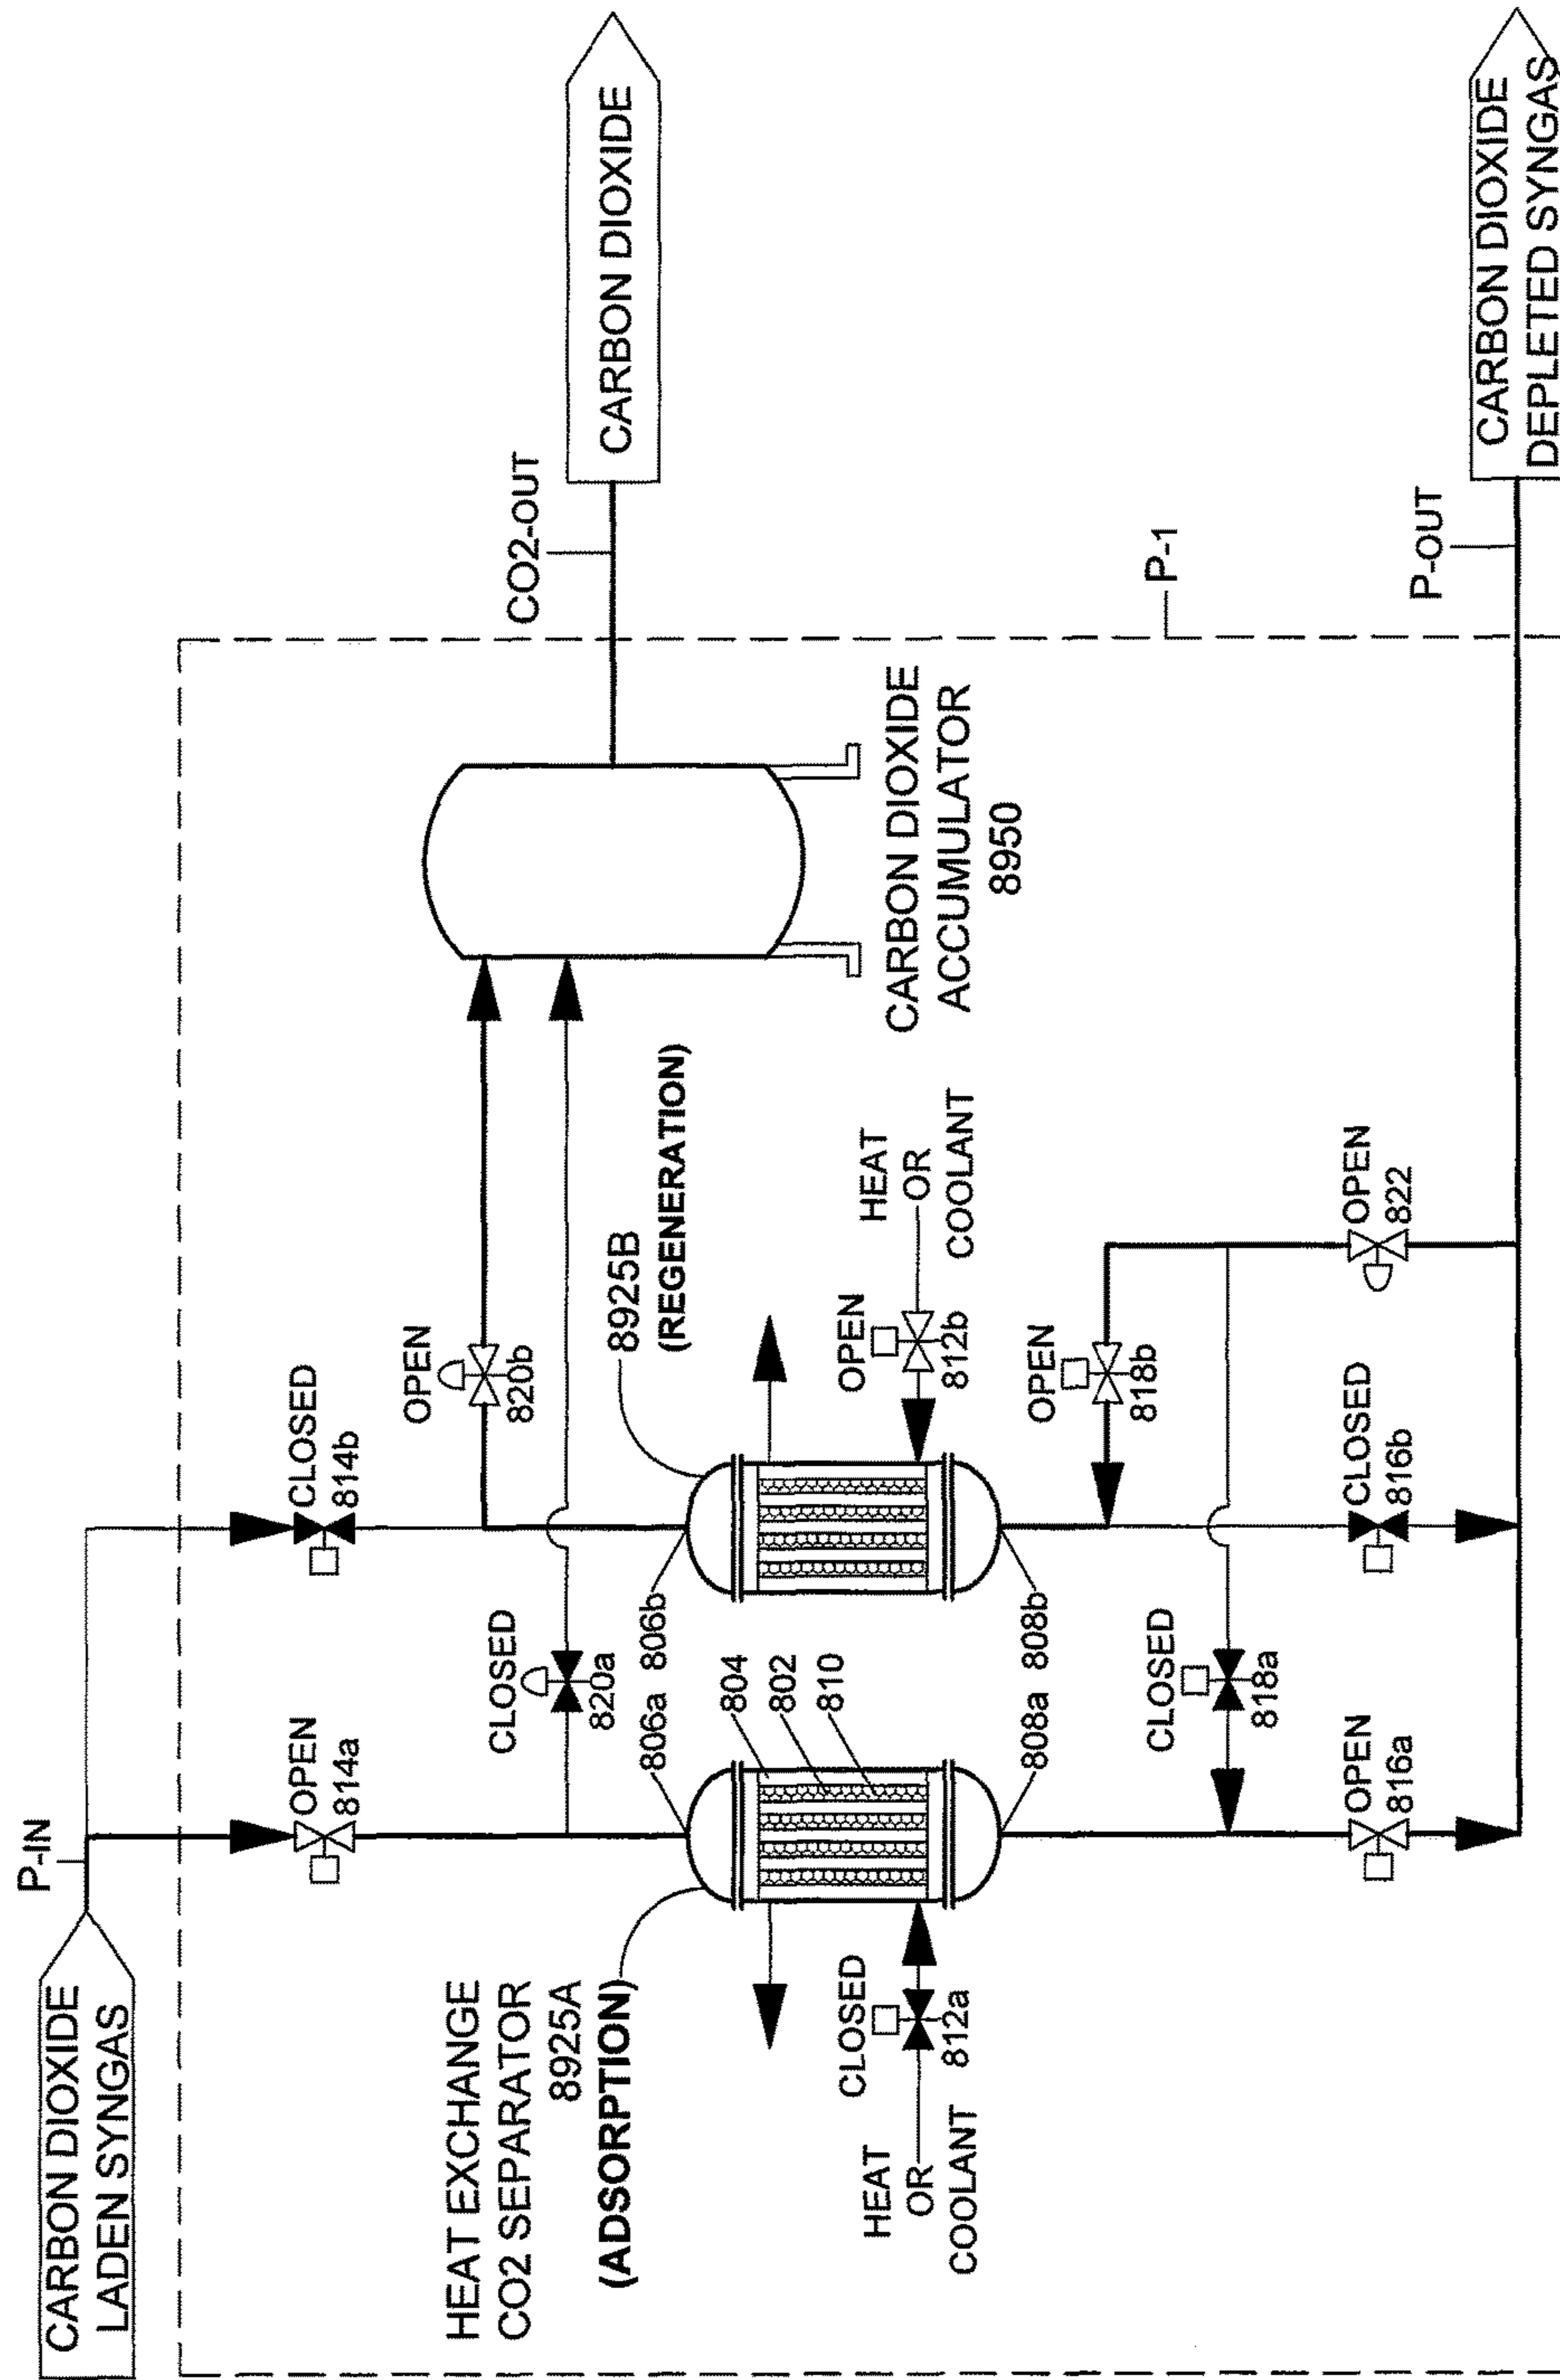 CARBON DIOXIDE
LADEN SYNGAS
P-IN
OPEN
814a
CLOSED
814b
HEAT EXCHANGE
CO2 SEPARATOR
8925A
(ADSORPTION)
CLOSED
820a
OPEN
820b
806a
806b
8925B
(REGENERATION)
804
802
810
CLOSED
812a
HEAT
OR
COOLANT
OPEN
812b
HEAT
OR
COOLANT
808a
808b
CLOSED
818a
OPEN
818b
OPEN
816a
CLOSED
816b
OPEN
822
CARBON DIOXIDE
ACCUMULATOR
8950
CO2-OUT
CARBON DIOXIDE
P-1
P-OUT
CARBON DIOXIDE
DEPLETED SYNGAS